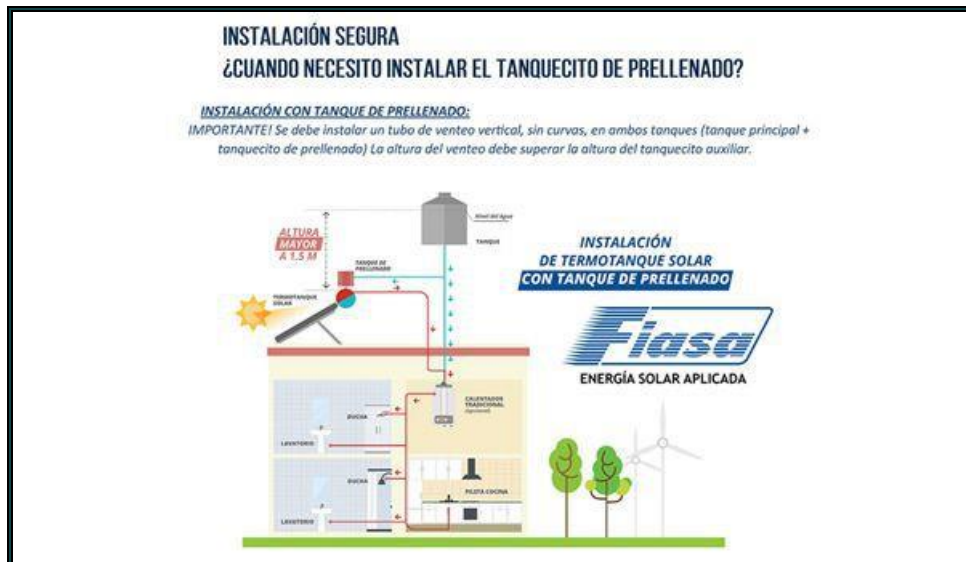 INSTALACIÓN SEGURA
¿CUANDO NECESITO INSTALAR EL TANQUECITO DE PRELLENADO?
INSTALACIÓN CON TANQUE DE PRELLENADO:
IMPORTANTE! Se debe instalar un tubo de venteo vertical, sin curvas, en ambos tanques (tanque principal +
tanquecito de prellenado) La altura del venteo debe superar la altura del tanquecito auxiliar.
Nivel del Agua
TANQUE
ALTURA
MAYOR
A 1.5 M
TANQUE DE
PRELLENADO
TERMOTANQUE
SOLAR
INSTALACIÓN
DE TERMOTANQUE SOLAR
CON TANQUE DE PRELLENADO
Fiasa
ENERGÍA SOLAR APLICADA
CALENTADOS
TRADICIONAL
(opcional)
DUCHA
LAVATORIO
DUCHA
PILETA COCINA
LAVATORIO